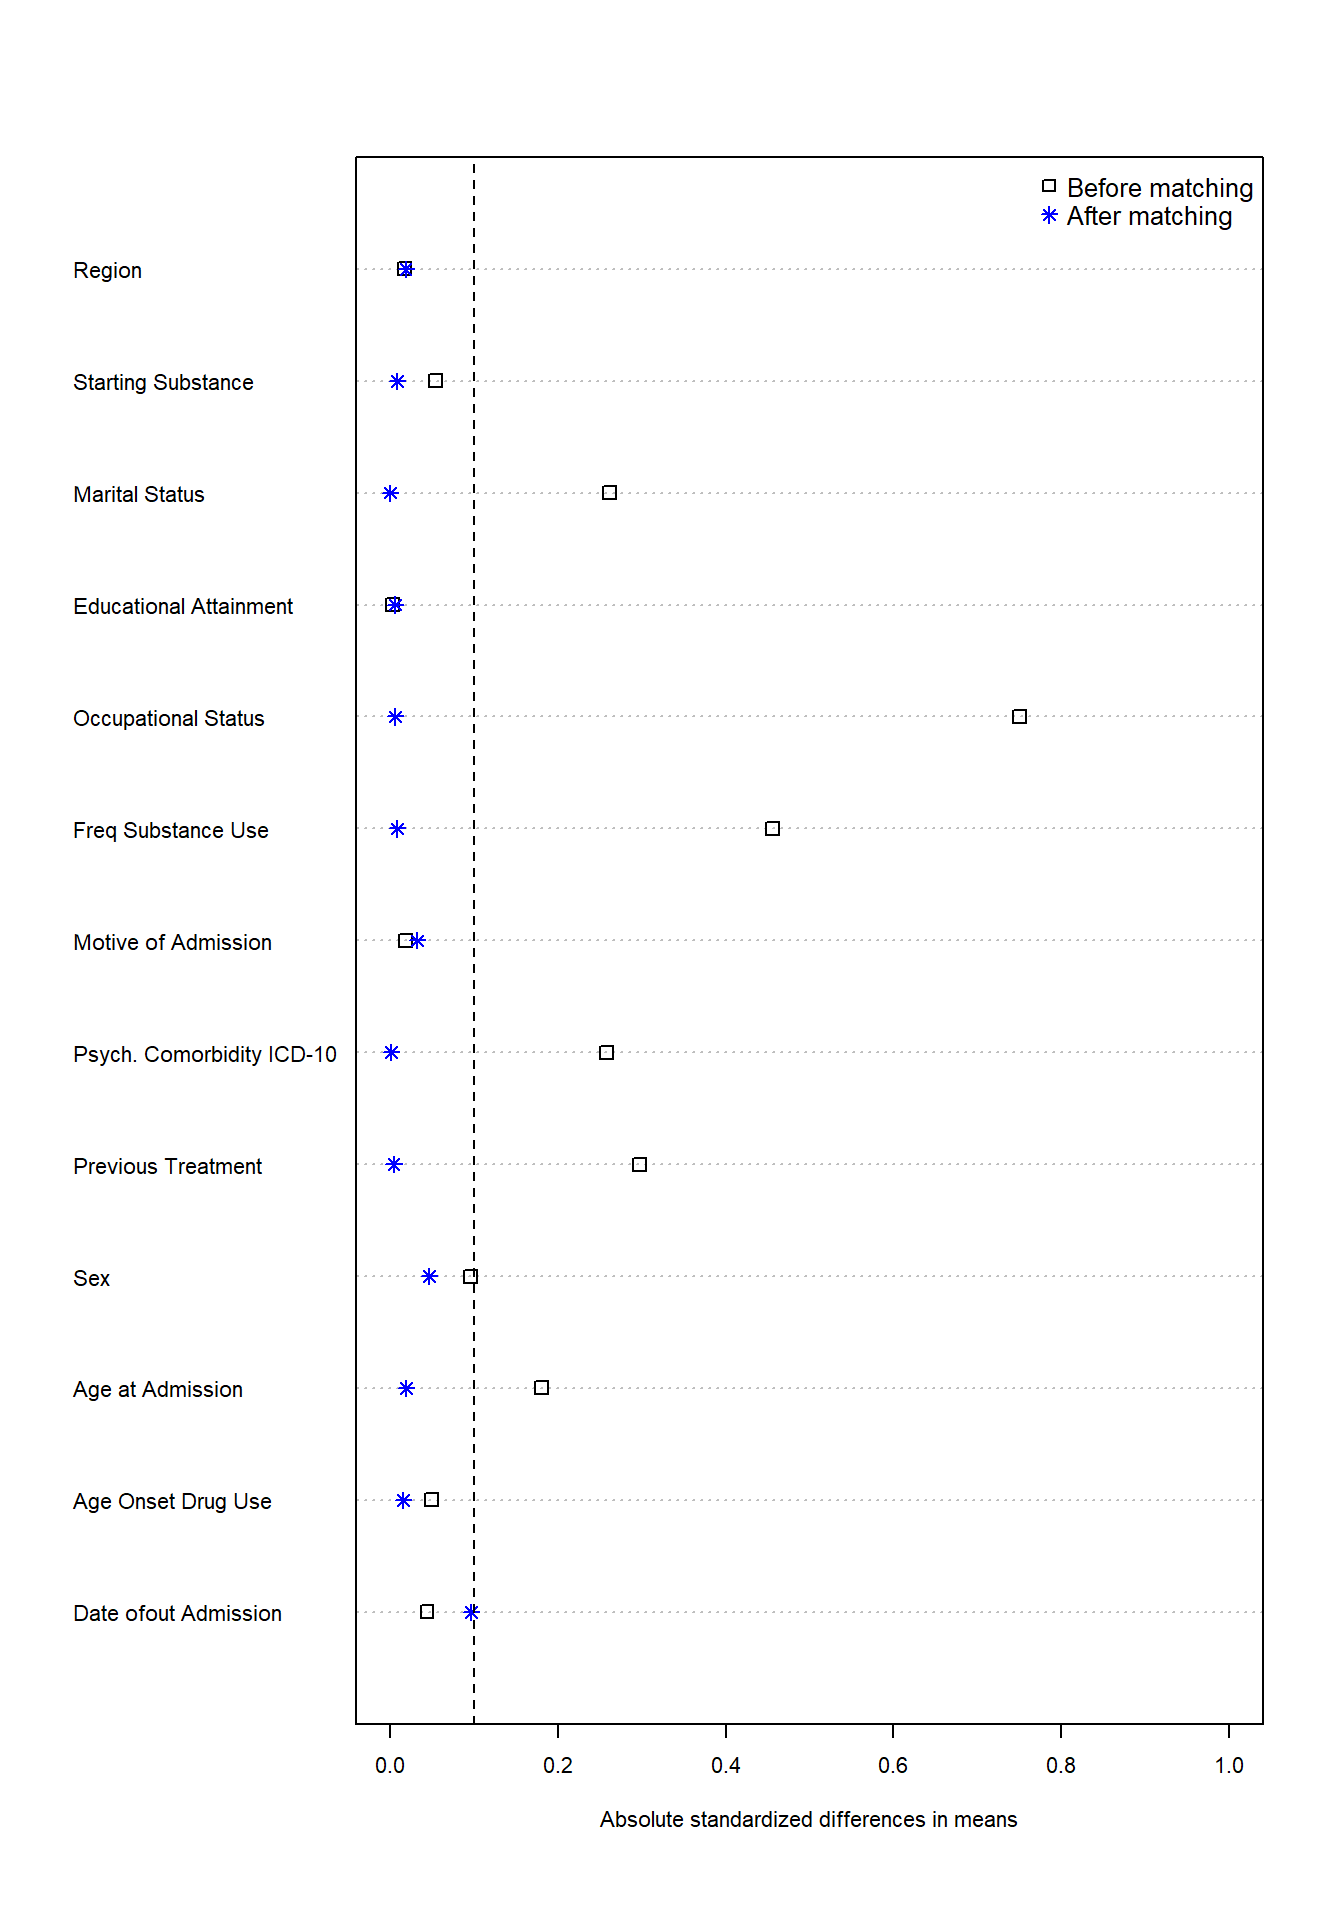 Before matching
After matching
Region
Starting Substance
Marital Status
Educational Attainment
Occupational Status
Freq Substance Use
Motive of Admission
Psych. Comorbidity ICD-10
Previous Treatment
Sex
Age at Admission
Age Onset Drug Use
Date ofout Admission
0.0 0.2 0.4 0.6 0.8 1.0
Absolute standardized differences in means